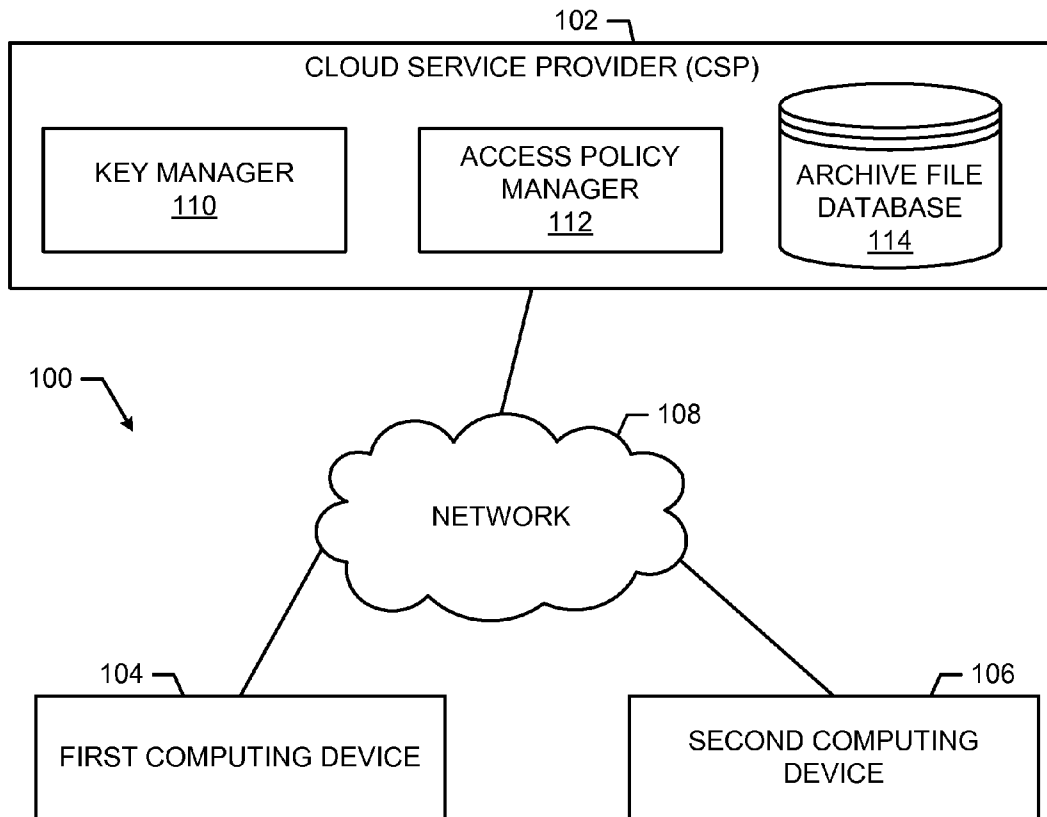 102
CLOUD SERVICE PROVIDER (CSP)
KEY MANAGER
110
ACCESS POLICY
MANAGER
112
ARCHIVE FILE
DATABASE
114
100
108
NETWORK
104
FIRST COMPUTING DEVICE
106
SECOND COMPUTING
DEVICE